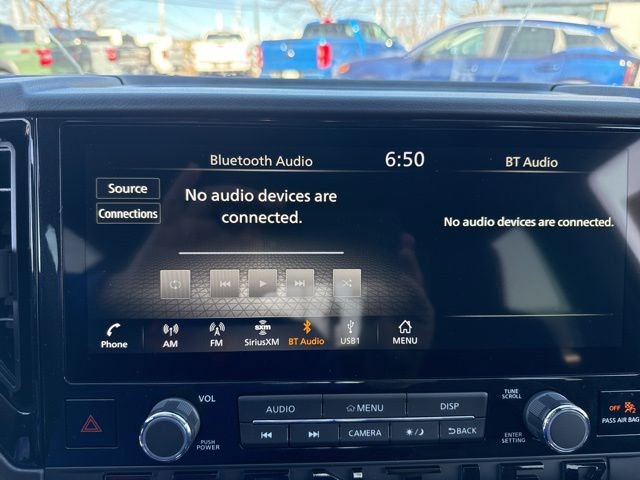 Bluetooth Audio
6:50
BT Audio
Source
Connections
No audio devices are
connected.
No audio devices are connected.
Phone
AM
FM
sxm
SiriusXM
BT Audio
USB1
MENU
VOL
PUSH
POWER
AUDIO
MENU
DISP
CAMERA
BACK
TUNE
SCROLL
ENTER
SETTING
OFF
PASS AIR BAG